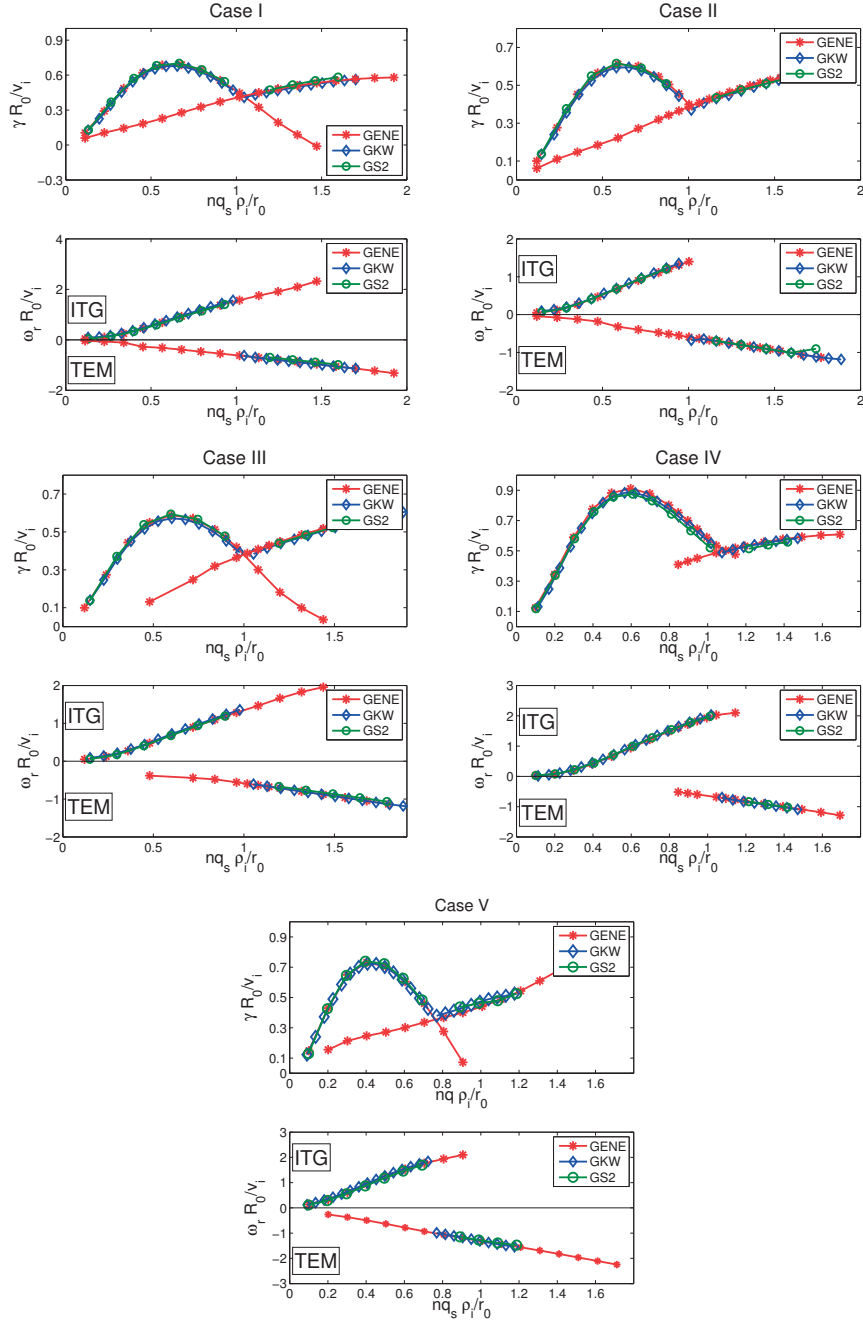 Case I
γ R₀/vᵢ
0.9
0.6
0.3
0
−0.3
0 0.5 1 1.5 2
nqₛ ρᵢ/r₀
GENE
GKW
GS2
ωᵣ R₀/vᵢ
4
2
0
−2
ITG
TEM
0 0.5 1 1.5 2
nqₛ ρᵢ/r₀
GENE
GKW
GS2
Case II
γ R₀/vᵢ
0.7
0.4
0.1
0
0 0.5 1 1.5 2
nqₛ ρᵢ/r₀
GENE
GKW
GS2
ωᵣ R₀/vᵢ
2
1
0
−1
−2
ITG
TEM
0 0.5 1 1.5 2
nqₛ ρᵢ/r₀
GENE
GKW
GS2
Case III
γ R₀/vᵢ
0.7
0.4
0.1
0
0 0.5 1 1.5
nqₛ ρᵢ/r₀
GENE
GKW
GS2
ωᵣ R₀/vᵢ
2
1
0
−1
−2
ITG
TEM
0 0.5 1 1.5
nqₛ ρᵢ/r₀
GENE
GKW
GS2
Case IV
γ R₀/vᵢ
0.9
0.7
0.5
0.3
0.1
0
0 0.2 0.4 0.6 0.8 1 1.2 1.4 1.6
nqₛ ρᵢ/r₀
GENE
GKW
GS2
ωᵣ R₀/vᵢ
3
2
1
0
−1
−2
ITG
TEM
0 0.2 0.4 0.6 0.8 1 1.2 1.4 1.6
nqₛ ρᵢ/r₀
GENE
GKW
GS2
Case V
γ R₀/vᵢ
0.9
0.7
0.5
0.3
0.1
0
0 0.2 0.4 0.6 0.8 1 1.2 1.4 1.6
nq ρᵢ/r₀
GENE
GKW
GS2
ωᵣ R₀/vᵢ
3
2
1
0
−1
−2
−3
ITG
TEM
0 0.2 0.4 0.6 0.8 1 1.2 1.4 1.6
nqₛ ρᵢ/r₀
GENE
GKW
GS2